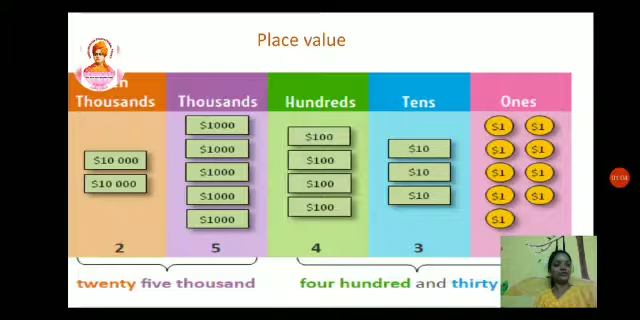 Place value
Thousands Thousands Hundreds Tens Ones
$1000 $1 $1
$100
$10 000 $1000 $100 $10 $1 $1
$10 000 $1000 $100 $10 $1 $1
$1000 $100 $10 $1 $1
$1000 $1
2 5 4 3
twenty five thousand four hundred and thirty
01:04